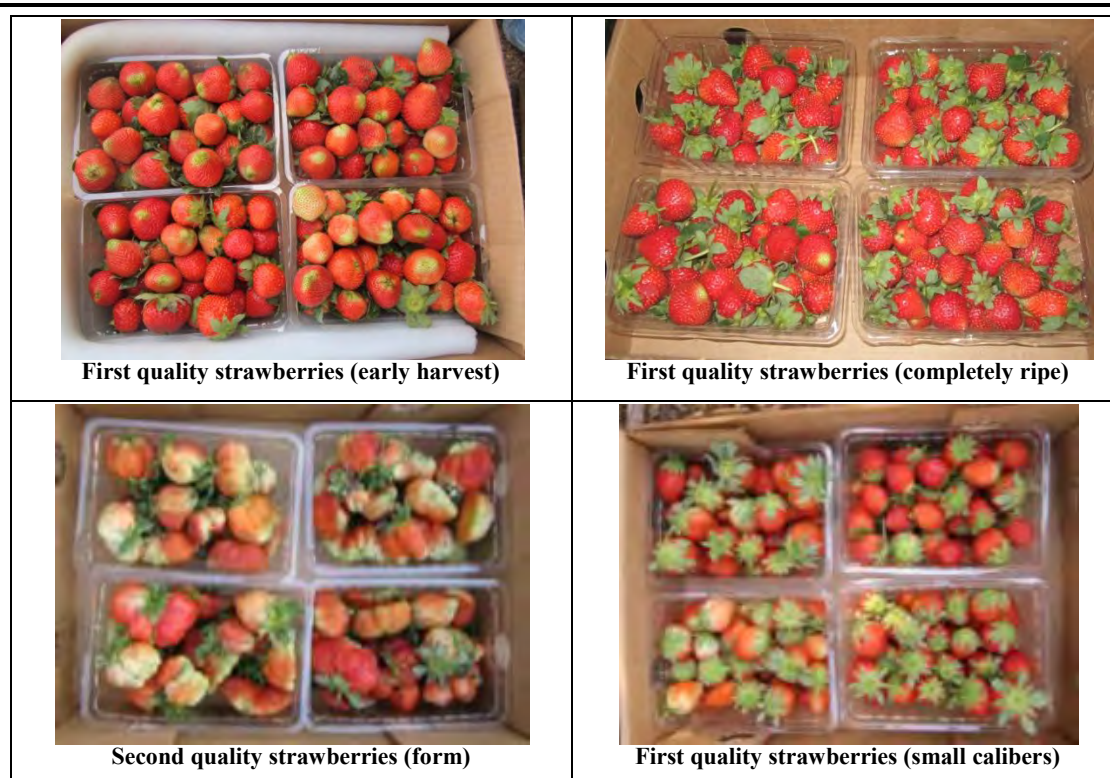 First quality strawberries (early harvest)
First quality strawberries (completely ripe)
Second quality strawberries (form)
First quality strawberries (small calibers)